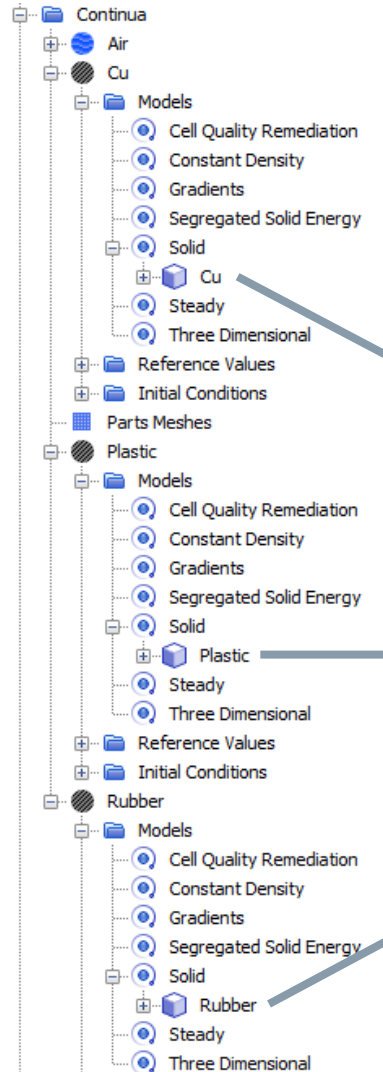 Continua
Air
Cu
Models
Cell Quality Remediation
Constant Density
Gradients
Segregated Solid Energy
Solid
Cu
Steady
Three Dimensional
Reference Values
Initial Conditions
Parts Meshes
Plastic
Models
Cell Quality Remediation
Constant Density
Gradients
Segregated Solid Energy
Solid
Plastic
Steady
Three Dimensional
Reference Values
Initial Conditions
Rubber
Models
Cell Quality Remediation
Constant Density
Gradients
Segregated Solid Energy
Solid
Rubber
Steady
Three Dimensional